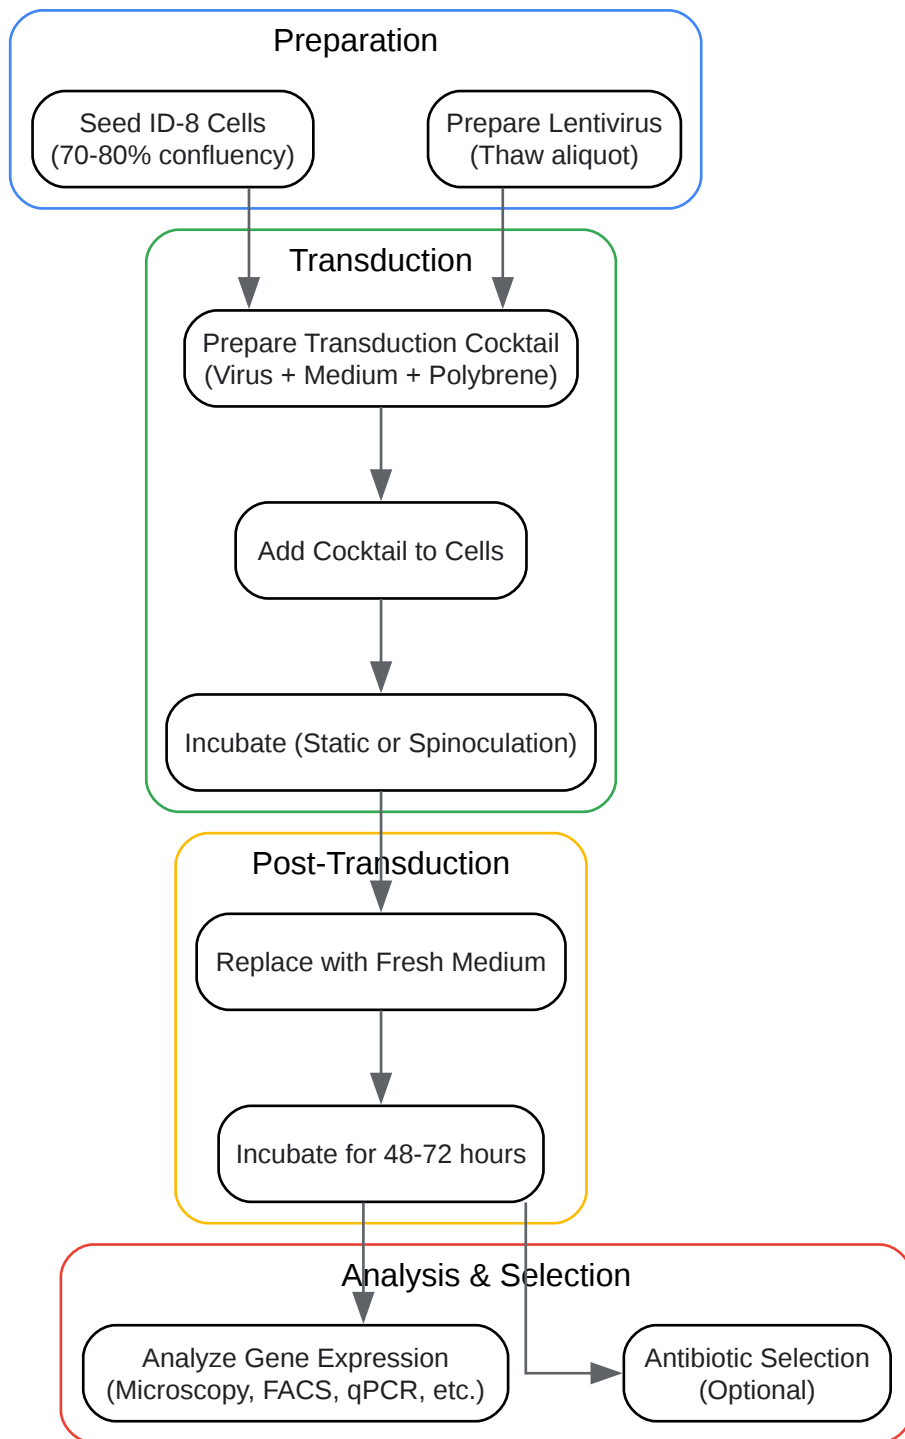 Preparation
Seed ID-8 Cells
(70-80% confluency)
Prepare Lentivirus
(Thaw aliquot)
Transduction
Prepare Transduction Cocktail
(Virus + Medium + Polybrene)
Add Cocktail to Cells
Incubate (Static or Spinoculation)
Post-Transduction
Replace with Fresh Medium
Incubate for 48-72 hours
Analysis & Selection
Analyze Gene Expression
(Microscopy, FACS, qPCR, etc.)
Antibiotic Selection
(Optional)